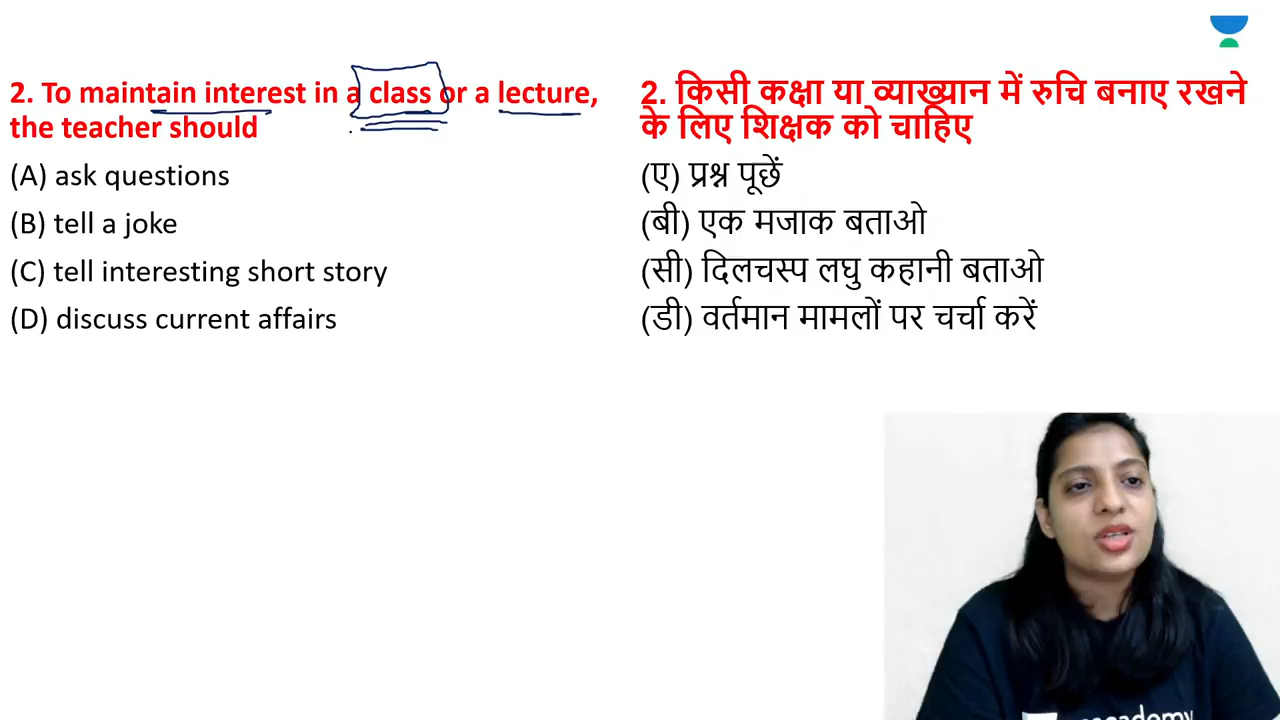 2. To maintain interest in a class or a lecture,
the teacher should
(A) ask questions
(B) tell a joke
(C) tell interesting short story
(D) discuss current affairs
2. किसी कक्षा या व्याख्यान में रुचि बनाए रखने
के लिए शिक्षक को चाहिए
(ए) प्रश्न पूछें
(बी) एक मजाक बताओ
(सी) दिलचस्प लघु कहानी बताओ
(डी) वर्तमान मामलों पर चर्चा करें